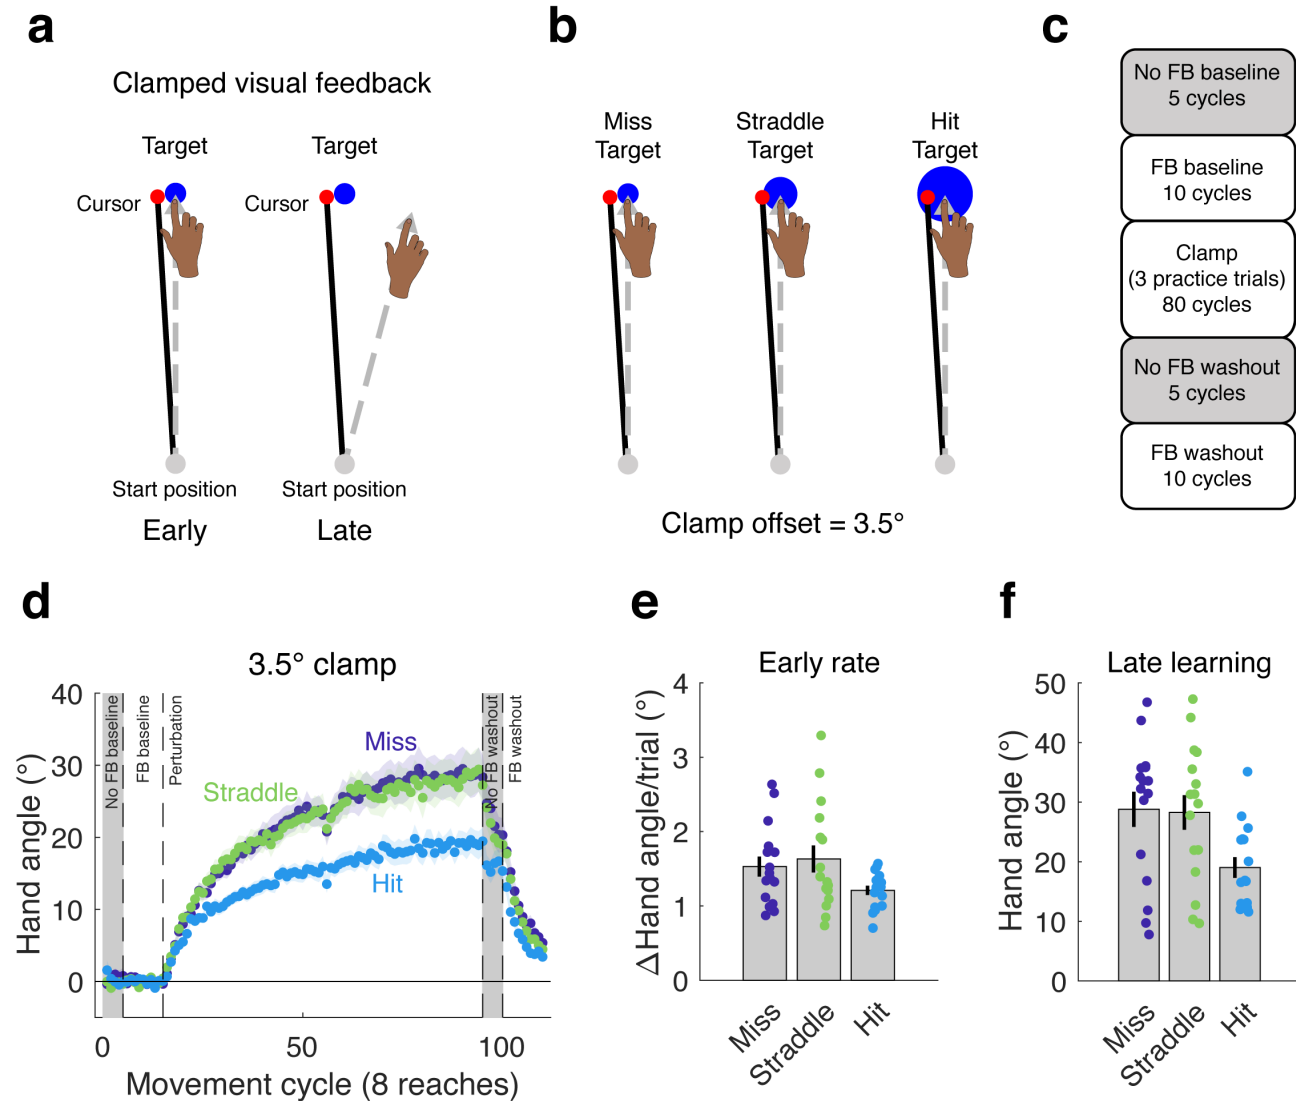 a
Clamped visual feedback
Target
Target
Cursor
Cursor
Start position
Start position
Early
Late
b
Miss
Target
Straddle
Target
Hit
Target
Clamp offset = 3.5°
c
No FB baseline
5 cycles
FB baseline
10 cycles
Clamp
(3 practice trials)
80 cycles
No FB washout
5 cycles
FB washout
10 cycles
d
3.5° clamp
Hand angle (°)
40
30
20
10
0
No FB baseline
FB baseline
Perturbation
No FB washout
FB washout
Miss
Straddle
Hit
0
50
100
Movement cycle (8 reaches)
e
Early rate
ΔHand angle/trial (°)
4
3
2
1
0
Miss
Straddle
Hit
f
Late learning
Hand angle (°)
50
40
30
20
10
0
Miss
Straddle
Hit